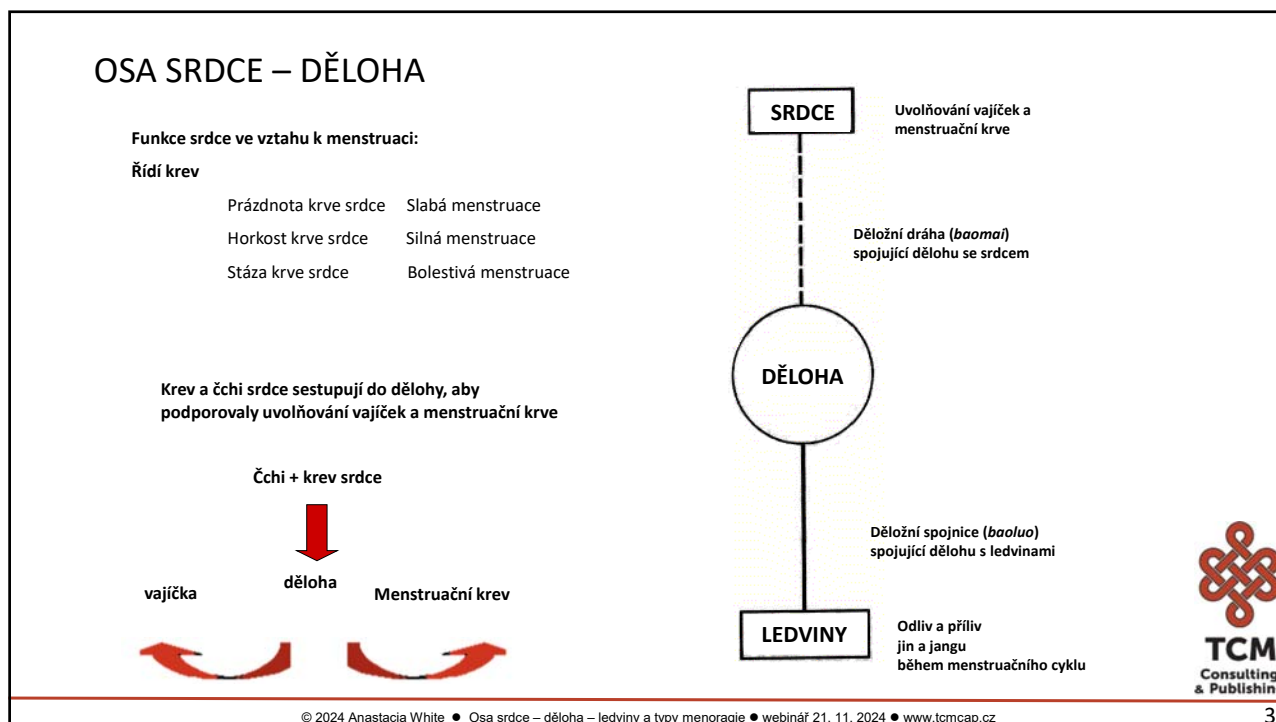 OSA SRDCE – DĚLOHA
Funkce srdce ve vztahu k menstruaci:
Řídí krev
Prázdnota krve srdce Slabá menstruace
Horkost krve srdce Silná menstruace
Stáza krve srdce Bolestivá menstruace
Krev a čchi srdce sestupují do dělohy, aby
podporovaly uvolňování vajíček a menstruační krve
Čchi + krev srdce
vajíčka
děloha
Menstruační krev
SRDCE
Uvolňování vajíček a
menstruační krve
Děložní dráha (baomai)
spojující dělohu se srdcem
DĚLOHA
Děložní spojnice (baoluo)
spojující dělohu s ledvinami
LEDVINY
Odliv a příliv
jin a jangu
během menstruačního cyklu
TCM
Consulting
& Publishin
© 2024 Anastacia White ● Osa srdce – děloha – ledviny a typy menoragie ● webinář 21. 11. 2024 ● www.tcmcap.cz
3